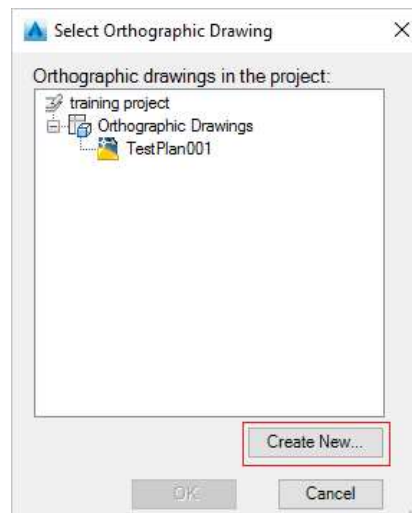 Select Orthographic Drawing
Orthographic drawings in the project:
training project
Orthographic Drawings
TestPlan001
Create New...
OK
Cancel